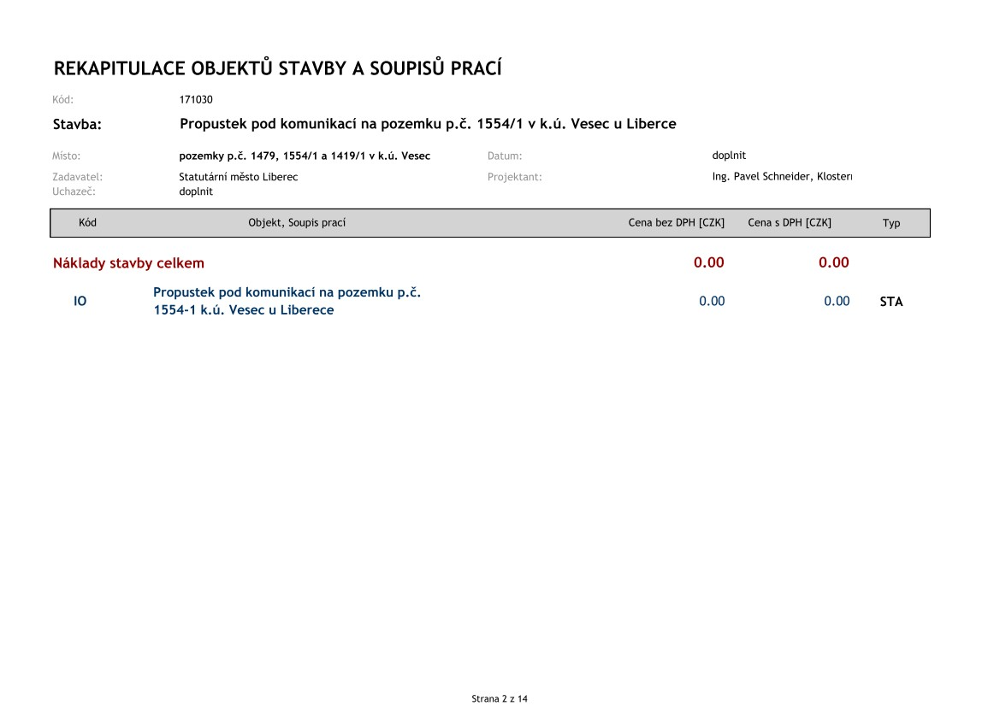 REKAPITULACE OBJEKTŮ STAVBY A SOUPISŮ PRACÍ
Kód: 171030
Stavba: Propustek pod komunikací na pozemku p.č. 1554/1 v k.ú. Vesec u Liberce
Místo: pozemky p.č. 1479, 1554/1 a 1419/1 v k.ú. Vesec Datum: doplnit
Zadavatel: Statutární město Liberec Projektant: Ing. Pavel Schneider,
Uchazeč: doplnit
Kód Objekt, Soupis prací Cena bez DPH [CZK] Cena s DPH [CZK] Typ
Náklady stavby celkem 0.00 0.00
IO Propustek pod komunikací na pozemku p.č. 0.00 0.00 STA
1554-1 k.ú. Vesec u Liberece
Strana 2 z 14